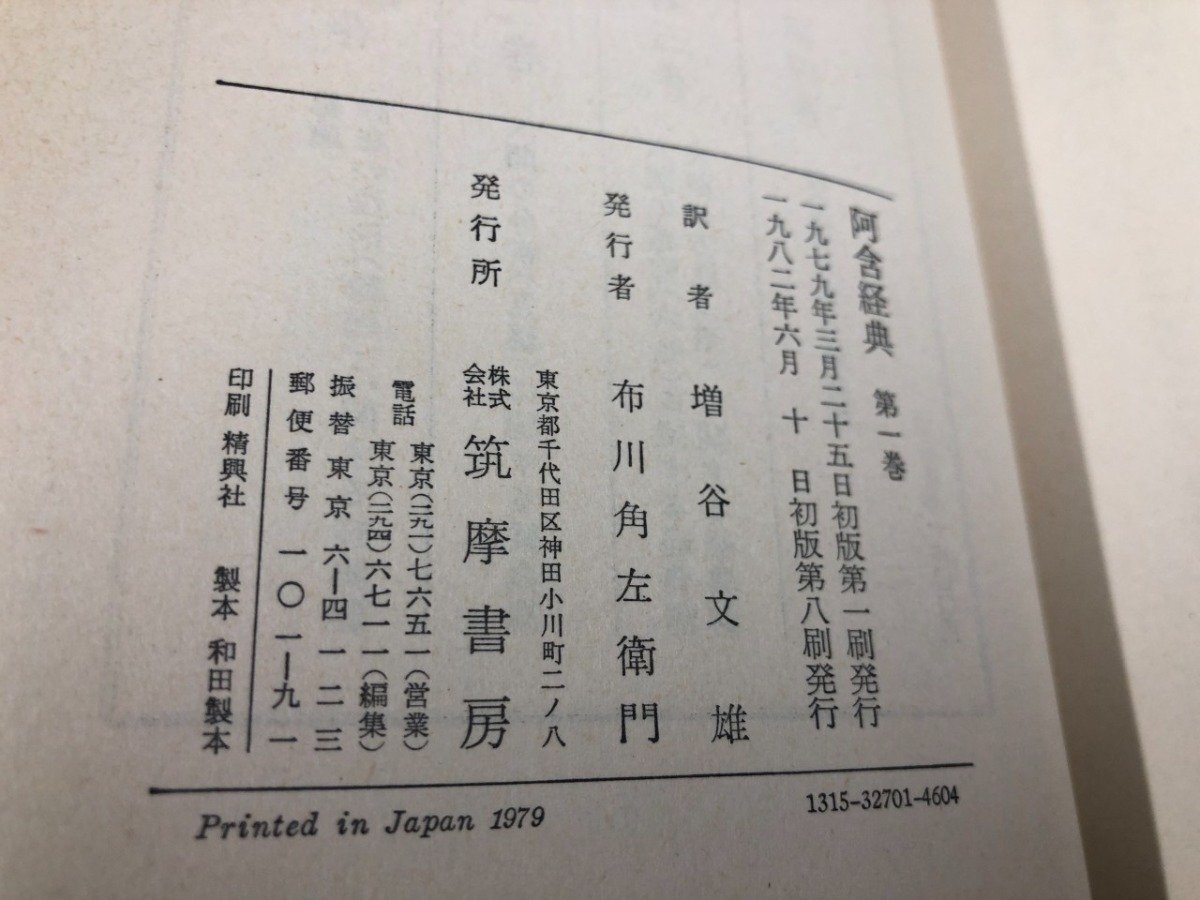 阿含経典 第一巻
一九七九年三月二十五日初版第一刷発行
一九八二年六月 十 日初版第八刷発行
訳者 増谷文雄
発行者 布川角左衛門
東京都千代田区神田小川町二ノ八
発行所 株式会社 筑摩書房
電話 東京(二九一)七六五一(営業)
東京(二九四)六七一一(編集)
振替 東京 六―四一二三
郵便番号 一〇一―九一
印刷 精興社 製本 和田製本
Printed in Japan 1979
1315-32701-4604